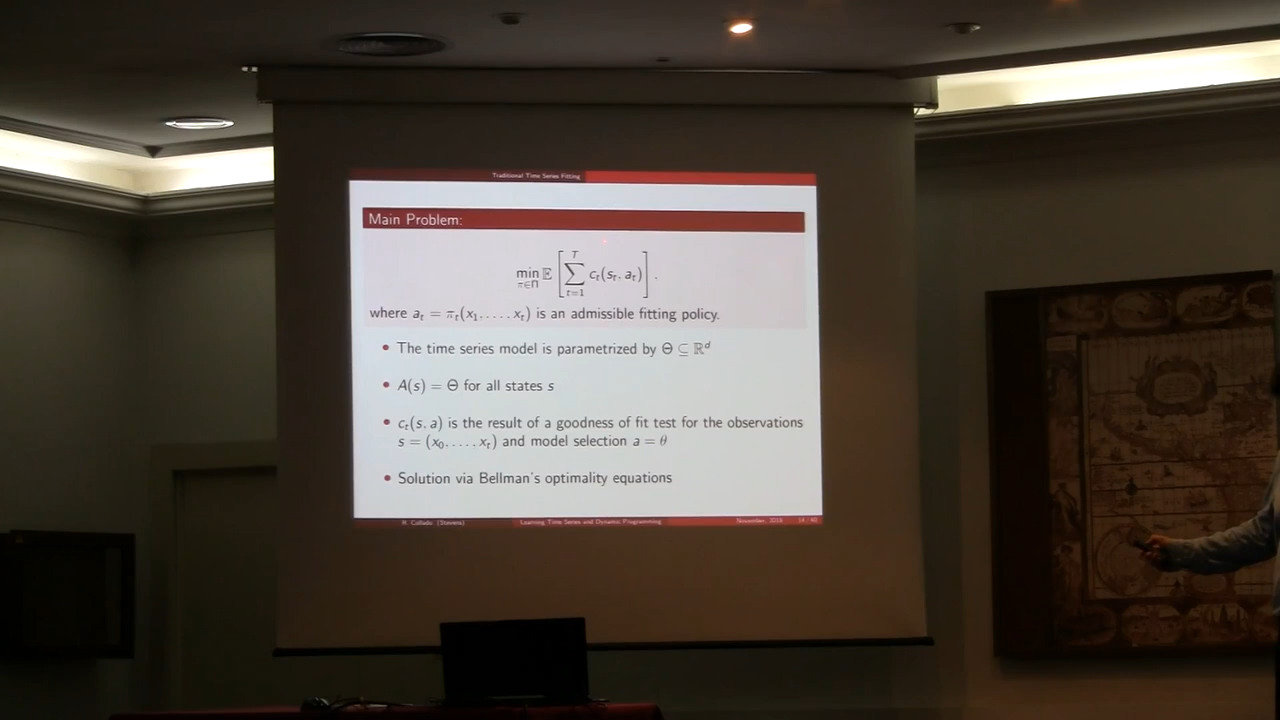 Traditional Time Series Fitting
Main Problem:
min_{π∈Π} 𝔼 [ ∑_{t=1}^{T} c_t(s_t, a_t) ] .
where a_t = π_t(x_1, . . . , x_t) is an admissible fitting policy.
• The time series model is parametrized by Θ ⊆ ℝ^d
• A(s) = Θ for all states s
• c_t(s, a) is the result of a goodness of fit test for the observations
s = (x_0, . . . , x_t) and model selection a = θ
• Solution via Bellman's optimality equations
R. Collado (Stevens) Learning Time Series and Dynamic Programming November, 2019 14 / 40